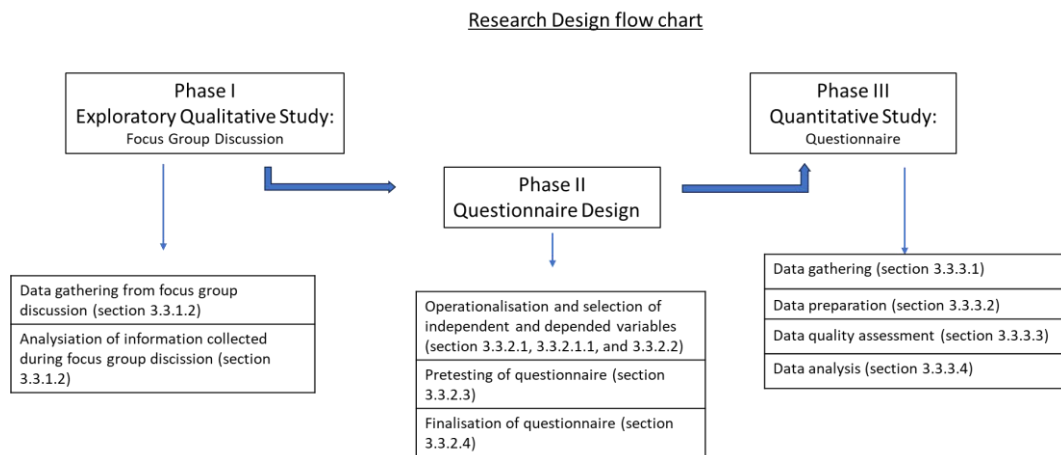 Research Design flow chart
Phase I
Exploratory Qualitative Study:
Focus Group Discussion
Phase II
Questionnaire Design
Phase III
Quantitative Study:
Questionnaire
Data gathering from focus group
discussion (section 3.3.1.2)
Analysiation of information collected
during focus group discission (section
3.3.1.2)
Operationalisation and selection of
independent and depended variables
(section 3.3.2.1, 3.3.2.1.1, and 3.3.2.2)
Pretesting of questionnaire (section
3.3.2.3)
Finalisation of questionnaire (section
3.3.2.4)
Data gathering (section 3.3.3.1)
Data preparation (section 3.3.3.2)
Data quality assessment (section 3.3.3.3)
Data analysis (section 3.3.3.4)